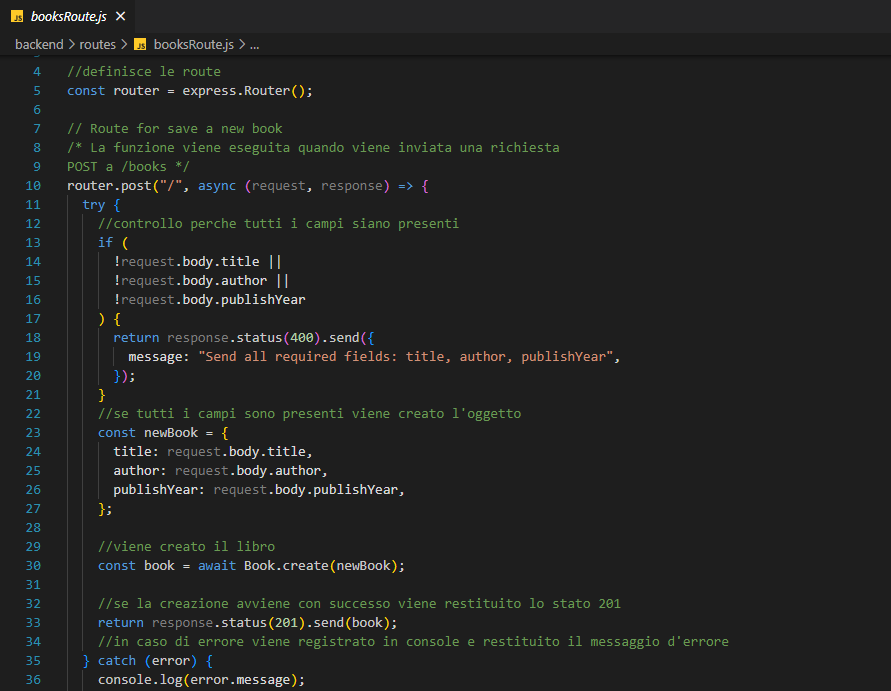 JS booksRoute.js ×
backend > routes > JS booksRoute.js > ...
4 //definisce le route
5 const router = express.Router();
6
7 // Route for save a new book
8 /* La funzione viene eseguita quando viene inviata una richiesta
9 POST a /books */
10 router.post("/", async (request, response) => {
11   try {
12     //controllo perche tutti i campi siano presenti
13     if (
14       !request.body.title ||
15       !request.body.author ||
16       !request.body.publishYear
17     ) {
18       return response.status(400).send({
19         message: "Send all required fields: title, author, publishYear",
20       });
21     }
22     //se tutti i campi sono presenti viene creato l'oggetto
23     const newBook = {
24       title: request.body.title,
25       author: request.body.author,
26       publishYear: request.body.publishYear,
27     };
28
29     //viene creato il libro
30     const book = await Book.create(newBook);
31
32     //se la creazione avviene con successo viene restituito lo stato 201
33     return response.status(201).send(book);
34     //in caso di errore viene registrato in console e restituito il messaggio d'errore
35   } catch (error) {
36     console.log(error.message);